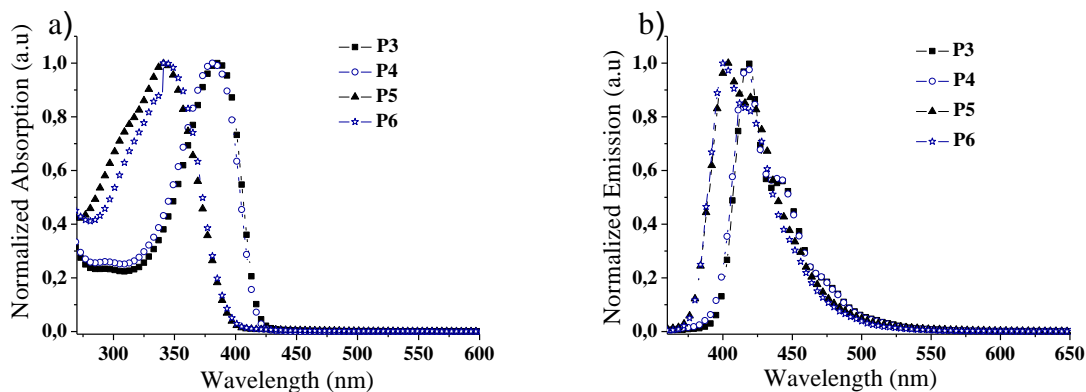 a)
P3
P4
P5
P6
Normalized Absorption (a.u)
1,0
0,8
0,6
0,4
0,2
0,0
300 350 400 450 500 550 600
Wavelength (nm)
b)
P3
P4
P5
P6
Normalized Emission (a.u)
1,0
0,8
0,6
0,4
0,2
0,0
400 450 500 550 600 650
Wavelength (nm)